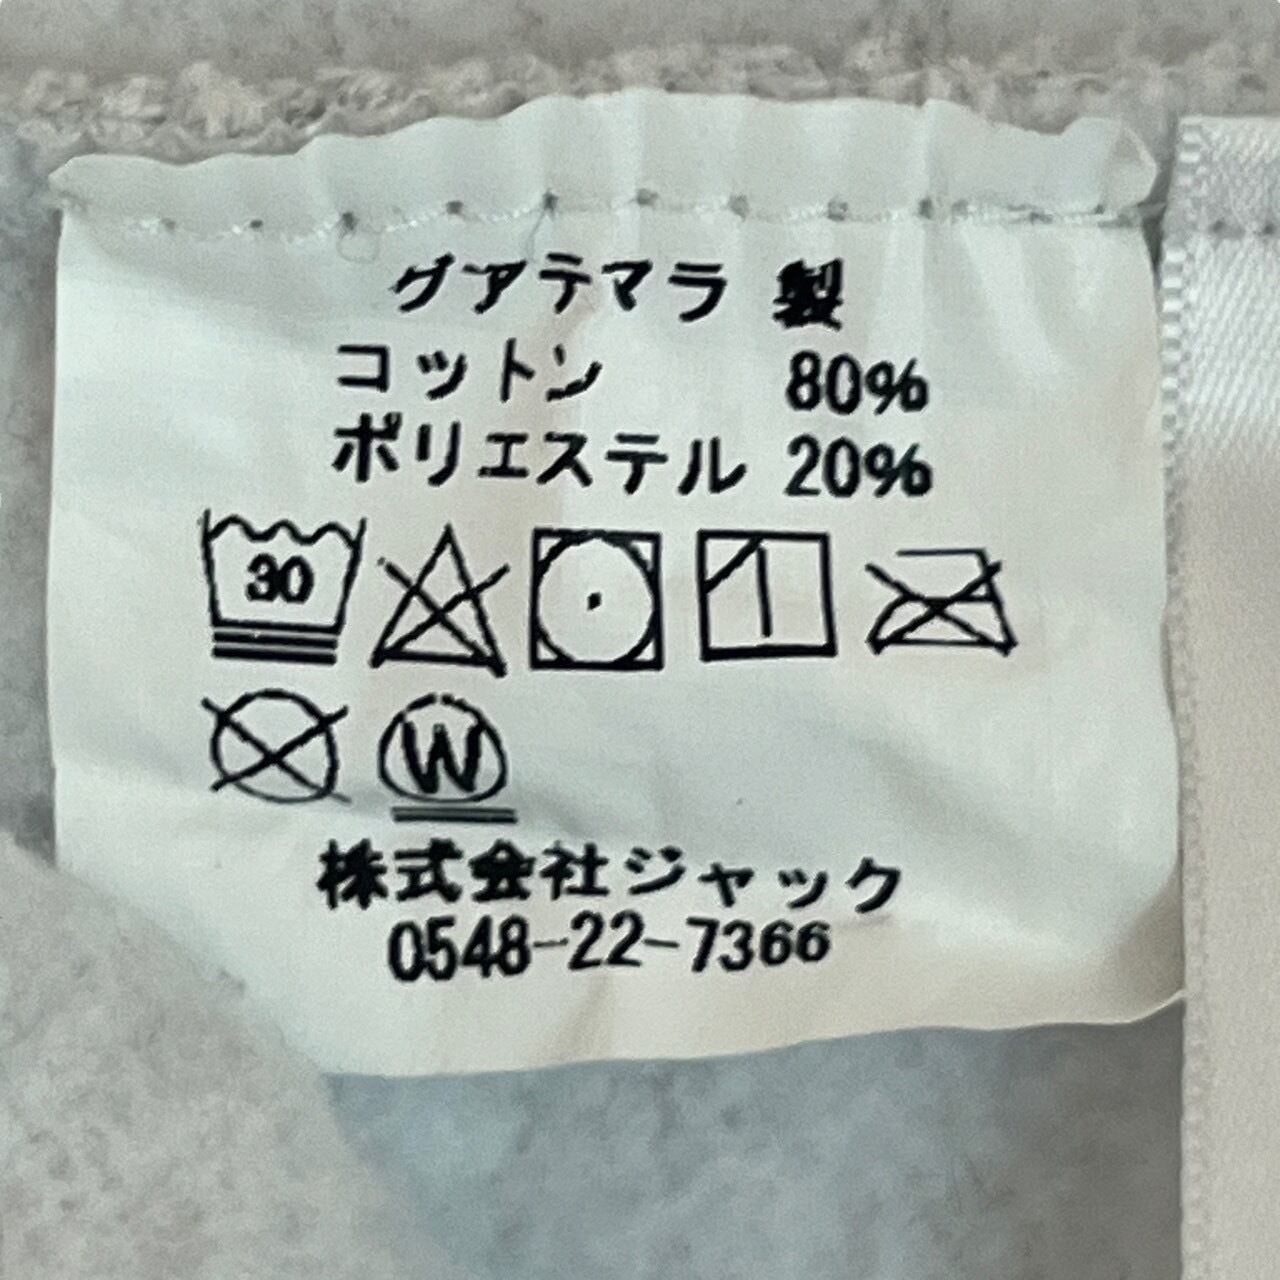 グアテマラ 製
コットン 80%
ポリエステル 20%
30
W
株式会社ジャック
0548-22-7366